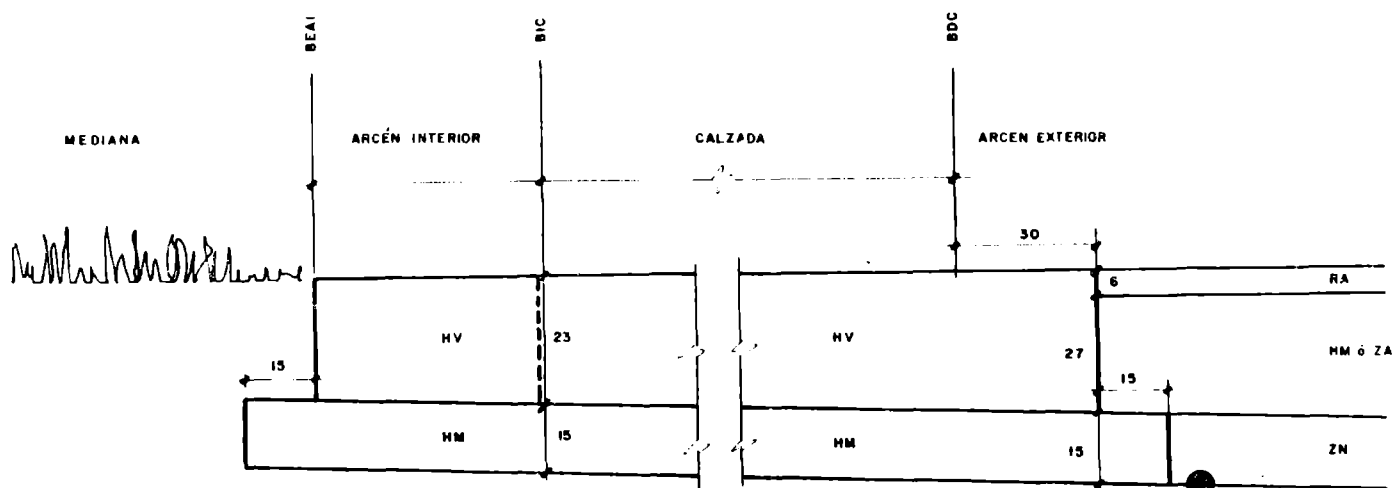 BEAI
BIC
BDC
MEDIANA
ARCÉN INTERIOR
CALZADA
ARCEN EXTERIOR
30
6
RA
HV
23
HV
27
HM ó ZA
15
15
HM
15
HM
15
ZN